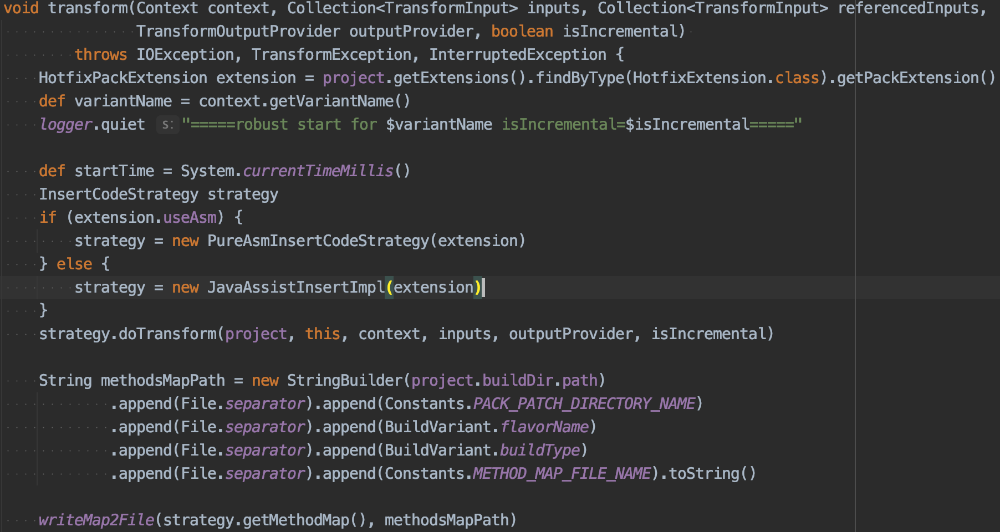 void transform(Context context, Collection<TransformInput> inputs, Collection<TransformInput> referencedInputs,
TransformOutputProvider outputProvider, boolean isIncremental)
throws IOException, TransformException, InterruptedException {
HotfixPackExtension extension = project.getExtensions().findByType(HotfixExtension.class).getPackExtension()
def variantName = context.getVariantName()
logger.quiet s: "=====robust start for $variantName isIncremental=$isIncremental====="
def startTime = System.currentTimeMillis()
InsertCodeStrategy strategy
if (extension.useAsm) {
strategy = new PureAsmInsertCodeStrategy(extension)
} else {
strategy = new JavaAssistInsertImpl(extension)
}
strategy.doTransform(project, this, context, inputs, outputProvider, isIncremental)
String methodsMapPath = new StringBuilder(project.buildDir.path)
.append(File.separator).append(Constants.PACK_PATCH_DIRECTORY_NAME)
.append(File.separator).append(BuildVariant.flavorName)
.append(File.separator).append(BuildVariant.buildType)
.append(File.separator).append(Constants.METHOD_MAP_FILE_NAME).toString()
writeMap2File(strategy.getMethodMap(), methodsMapPath)